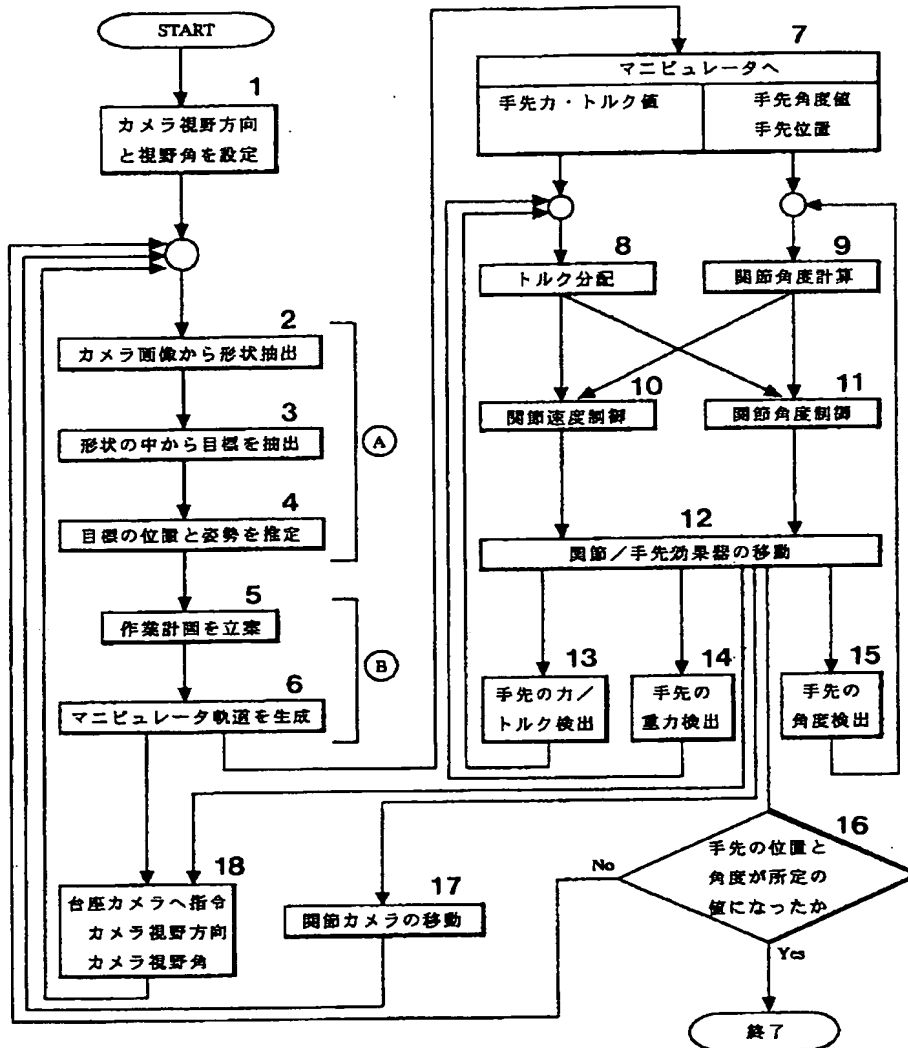 START
1
カメラ視野方向
と視野角を設定
2
カメラ画像から形状抽出
3
形状の中から目標を抽出
A
4
目標の位置と姿勢を推定
5
作業計画を立案
B
6
マニピュレータ軌道を生成
18
台座カメラへ指令
カメラ視野方向
カメラ視野角
17
関節カメラの移動
7
マニピュレータへ
手先力・トルク値
手先角度値
手先位置
8
トルク分配
9
関節角度計算
10
関節速度制御
11
関節角度制御
12
関節／手先効果器の移動
13
手先の力／
トルク検出
14
手先の
重力検出
15
手先の
角度検出
16
手先の位置と
角度が所定の
値になったか
No
Yes
終了